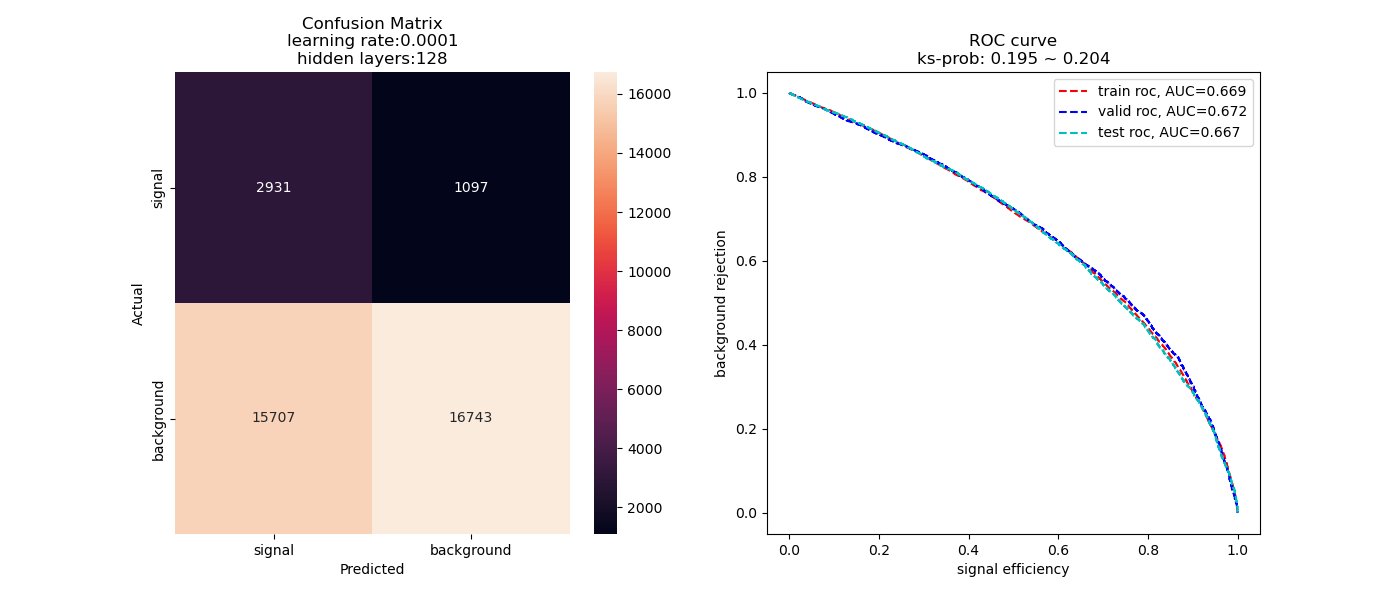 Confusion Matrix
learning rate:0.0001
hidden layers:128
signal
background
Actual
2931
1097
15707
16743
signal
background
Predicted
16000
14000
12000
10000
8000
6000
4000
2000
ROC curve
ks-prob: 0.195 ~ 0.204
train roc, AUC=0.669
valid roc, AUC=0.672
test roc, AUC=0.667
background rejection
1.0
0.8
0.6
0.4
0.2
0.0
0.0
0.2
0.4
0.6
0.8
1.0
signal efficiency